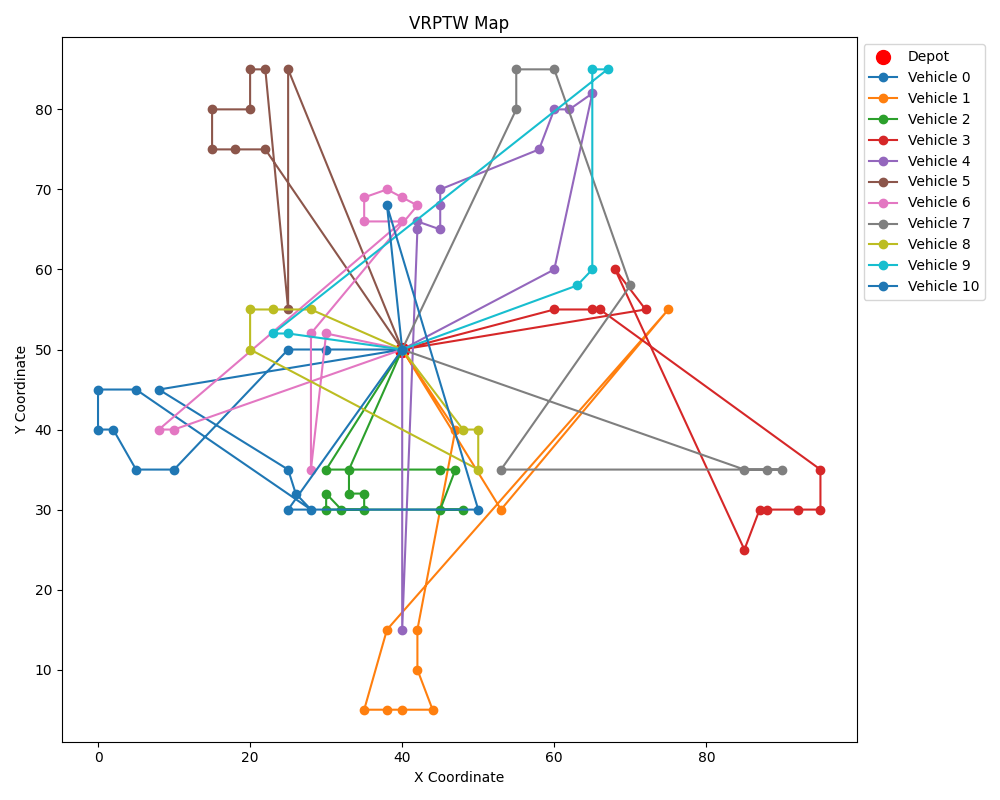 VRPTW Map
Y Coordinate
80
70
60
50
40
30
20
10
0
20
40
60
80
X Coordinate
Depot
Vehicle 0
Vehicle 1
Vehicle 2
Vehicle 3
Vehicle 4
Vehicle 5
Vehicle 6
Vehicle 7
Vehicle 8
Vehicle 9
Vehicle 10